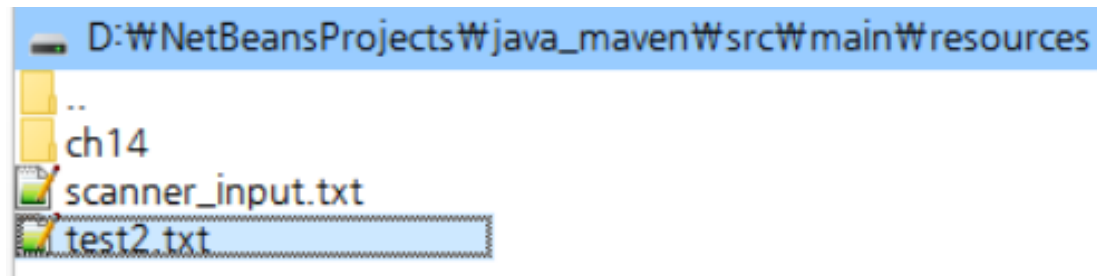 D:₩NetBeansProjects₩java_maven₩src₩main₩resources
..
ch14
scanner_input.txt
test2.txt